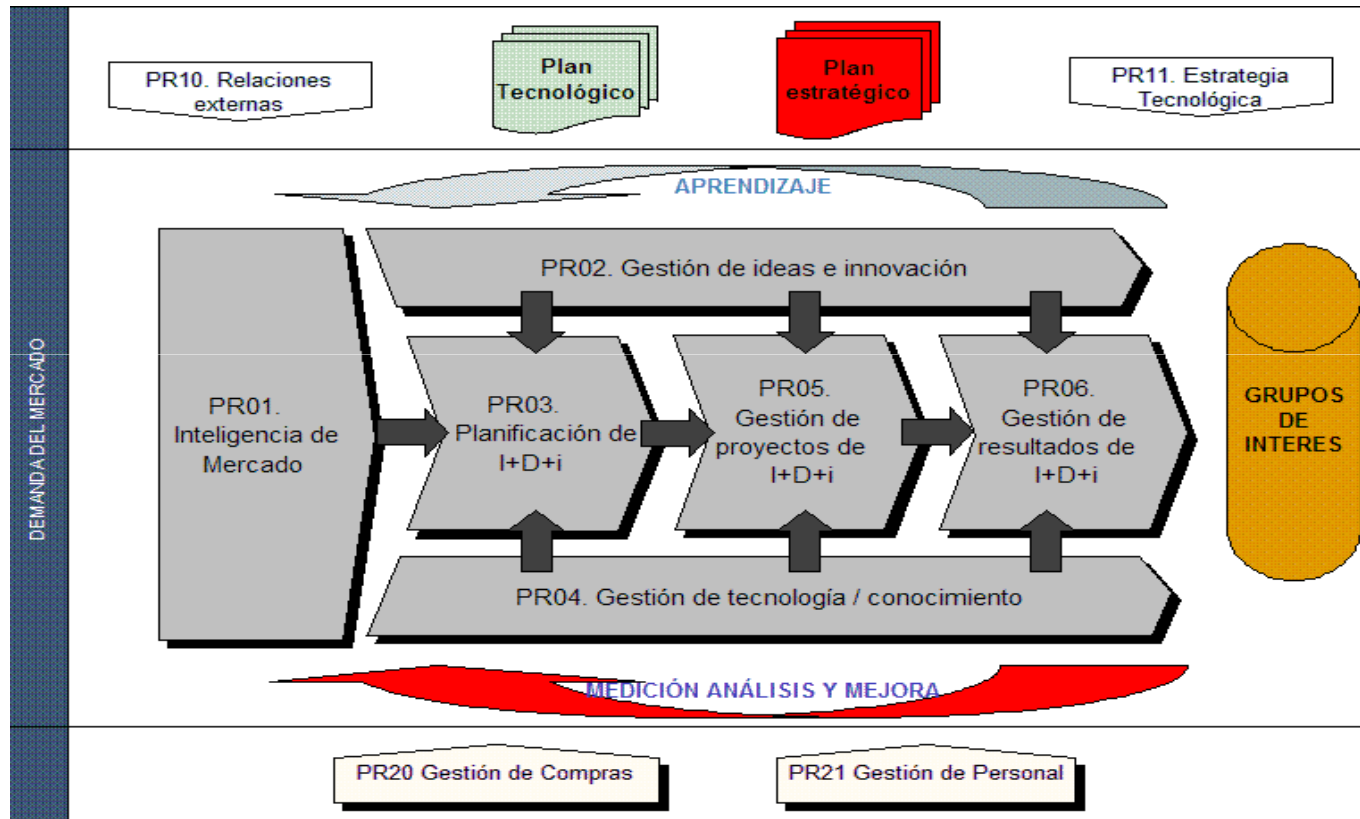 PR10. Relaciones
externas
Plan
Tecnológico
Plan
estratégico
PR11. Estrategia
Tecnológica
DEMANDA DEL MERCADO
APRENDIZAJE
PR02. Gestión de ideas e innovación
PR01.
Inteligencia de
Mercado
PR03.
Planificación de
I+D+i
PR05.
Gestión de
proyectos de
I+D+i
PR06.
Gestión de
resultados de
I+D+i
GRUPOS
DE
INTERES
PR04. Gestión de tecnología / conocimiento
MEDICIÓN ANÁLISIS Y MEJORA
PR20 Gestión de Compras
PR21 Gestión de Personal